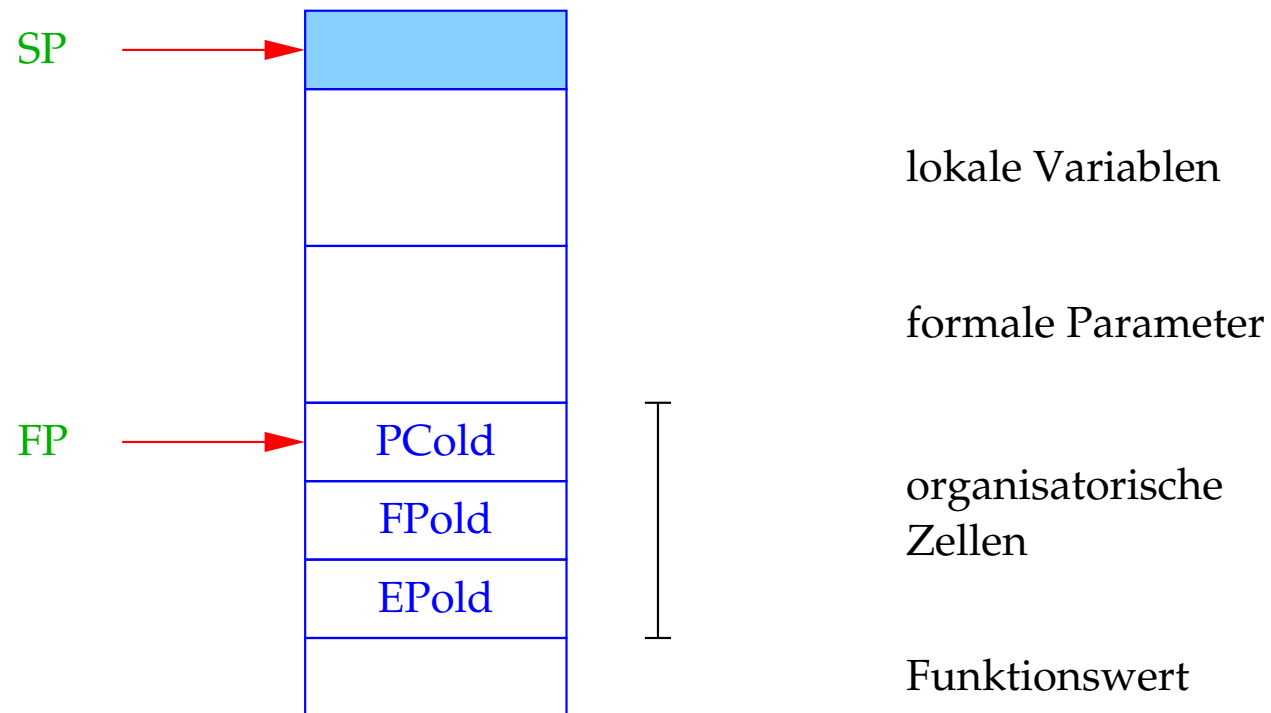 SP
lokale Variablen
formale Parameter
FP
PCold
FPold
EPold
organisatorische
Zellen
Funktionswert